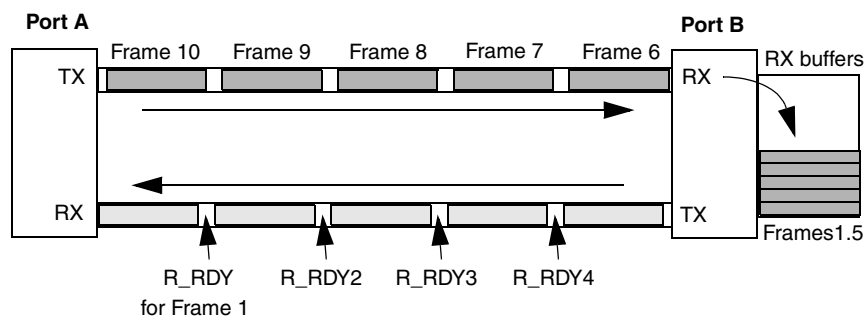 Port A
Port B
Frame 10
Frame 9
Frame 8
Frame 7
Frame 6
RX buffers
TX
RX
RX
TX
Frames1.5
R_RDY
for Frame 1
R_RDY2
R_RDY3
R_RDY4